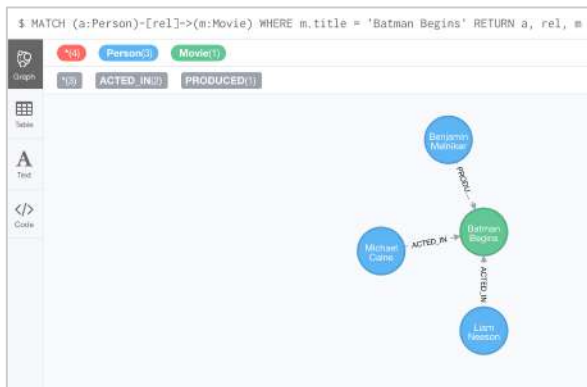 $ MATCH (a:Person)-[rel]->(m:Movie) WHERE m.title = 'Batman Begins' RETURN a, rel, m
*(4) Person(3) Movie(1)
*(3) ACTED_IN(2) PRODUCED(1)
Graph
Table
A
Text
</>
Code
Benjamin
Melniker
PRODU...
Michael
Caine
ACTED_IN
Batman
Begins
ACTED_IN
Liam
Neeson